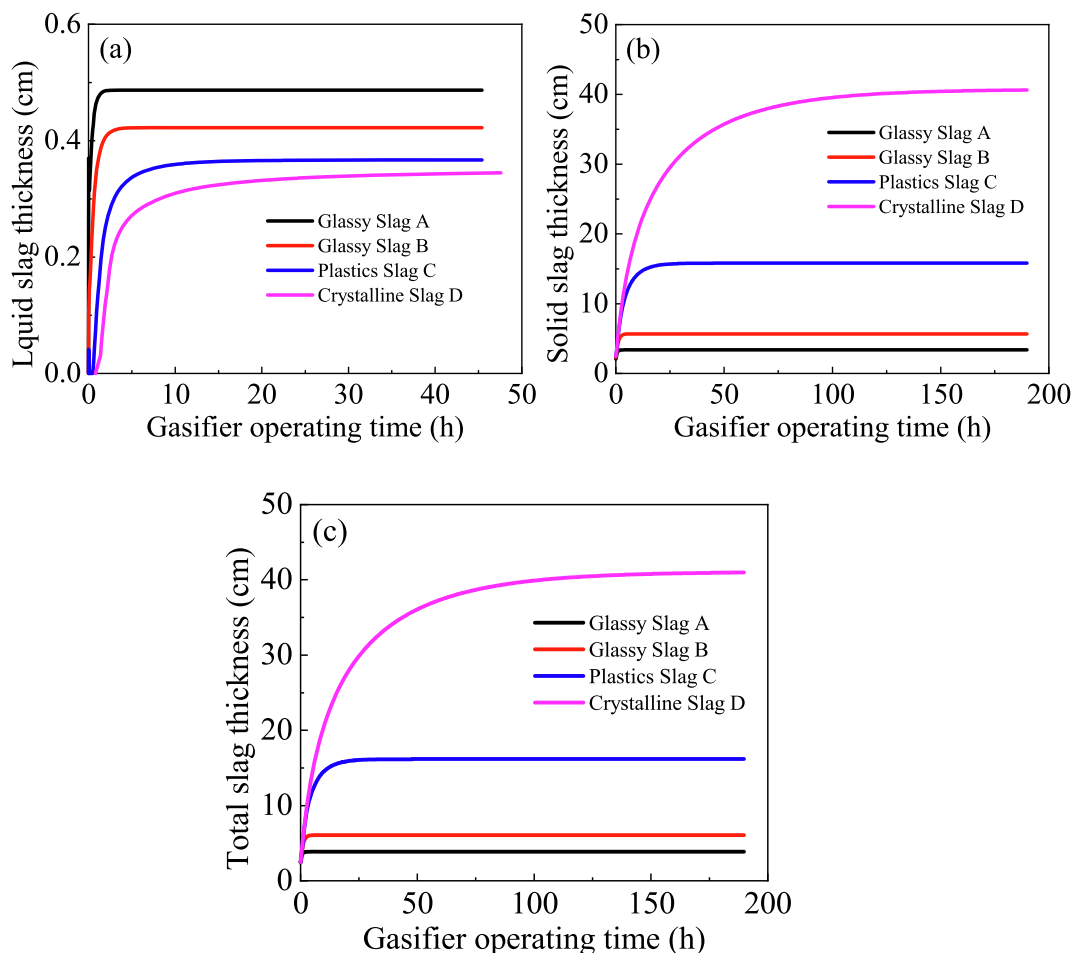 (a)
Lquid slag thickness (cm)
0.6
0.4
0.2
0.0
Glassy Slag A
Glassy Slag B
Plastics Slag C
Crystalline Slag D
0 10 20 30 40 50
Gasifier operating time (h)
(b)
Solid slag thickness (cm)
50
40
30
20
10
0
Glassy Slag A
Glassy Slag B
Plastics Slag C
Crystalline Slag D
0 50 100 150 200
Gasifier operating time (h)
(c)
Total slag thickness (cm)
50
40
30
20
10
0
Glassy Slag A
Glassy Slag B
Plastics Slag C
Crystalline Slag D
0 50 100 150 200
Gasifier operating time (h)